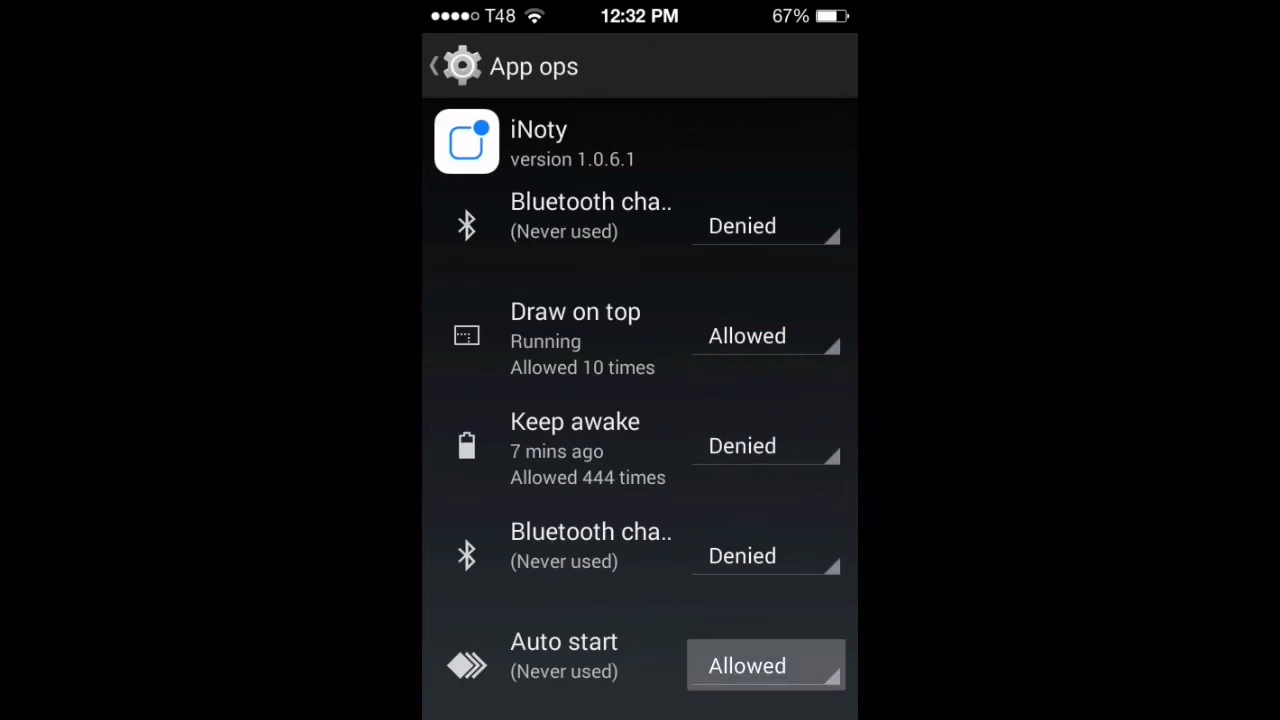 T48 12:32 PM 67%
App ops
iNoty
version 1.0.6.1
Bluetooth cha..
(Never used)
Denied
Draw on top
Running
Allowed 10 times
Allowed
Keep awake
7 mins ago
Allowed 444 times
Denied
Bluetooth cha..
(Never used)
Denied
Auto start
(Never used)
Allowed